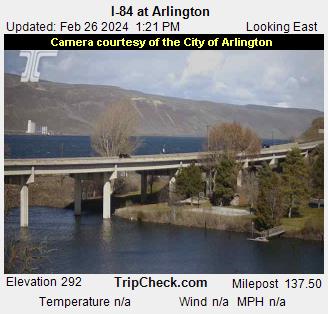 I-84 at Arlington
Updated: Feb 26 2024 1:21 PM Looking East
Camera courtesy of the City of Arlington
Elevation 292 TripCheck.com Milepost 137.50
Temperature n/a Wind n/a MPH n/a